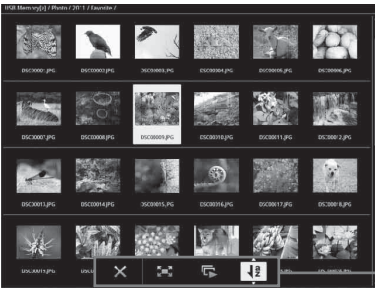 USB Memory[s] / Photo / 2011 / Favorite /
DSC00001.JPG DSC00002.JPG DSC00003.JPG DSC00004.JPG DSC00005.JPG DSC00006.JPG
DSC00007.JPG DSC00008.JPG DSC00009.JPG DSC00010.JPG DSC00011.JPG DSC00012.JPG
DSC00013.JPG DSC00014.JPG DSC00015.JPG DSC00016.JPG DSC00017.JPG DSC00018.JPG
DSC00019.JPG